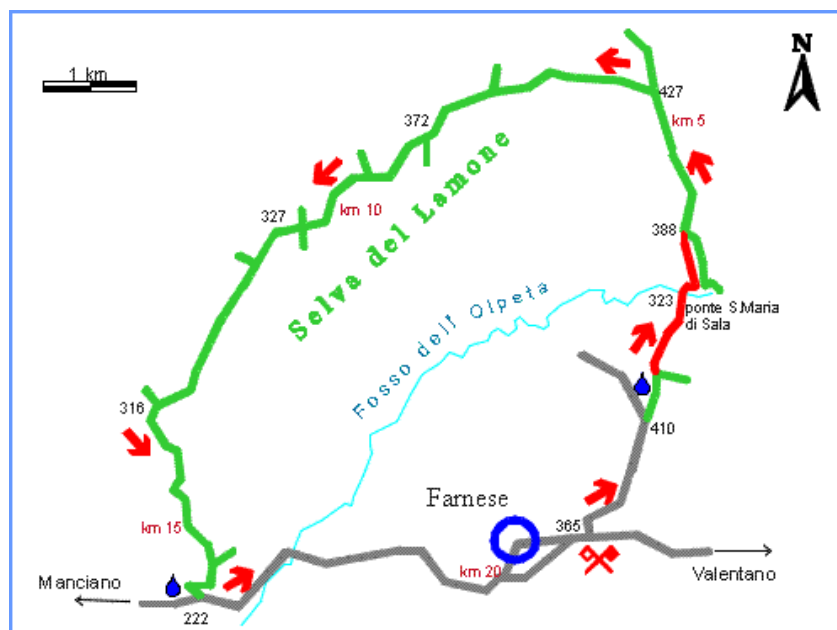 N
1 km
427
372
km 5
Selva del Lamone
km 10
327
388
Fosso dell' Olpeta
323
ponte S.Maria
di Sala
316
410
Farnese
365
km 15
km 20
Manciano
Valentano
222